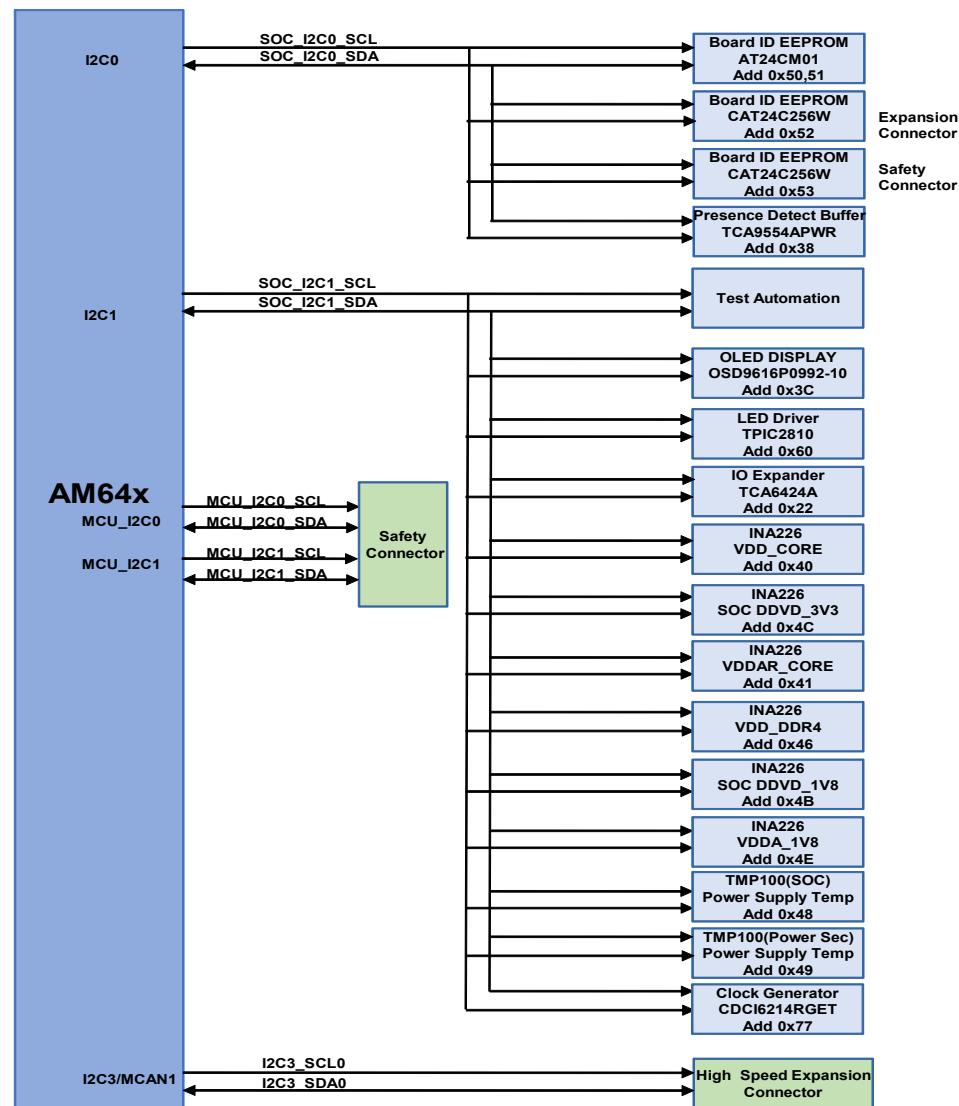 I2C0
SOC_I2C0_SCL
SOC_I2C0_SDA
Board ID EEPROM
AT24CM01
Add 0x50,51
Board ID EEPROM
CAT24C256W
Add 0x52
Expansion
Connector
Board ID EEPROM
CAT24C256W
Add 0x53
Safety
Connector
Presence Detect Buffer
TCA9554APWR
Add 0x38
I2C1
SOC_I2C1_SCL
SOC_I2C1_SDA
Test Automation
OLED DISPLAY
OSD9616P0992-10
Add 0x3C
LED Driver
TPIC2810
Add 0x60
IO Expander
TCA6424A
Add 0x22
AM64x
MCU_I2C0
MCU_I2C1
MCU_I2C0_SCL
MCU_I2C0_SDA
MCU_I2C1_SCL
MCU_I2C1_SDA
Safety
Connector
INA226
VDD_CORE
Add 0x40
INA226
SOC DDVD_3V3
Add 0x4C
INA226
VDDAR_CORE
Add 0x41
INA226
VDD_DDR4
Add 0x46
INA226
SOC DDVD_1V8
Add 0x4B
INA226
VDDA_1V8
Add 0x4E
TMP100(SOC)
Power Supply Temp
Add 0x48
TMP100(Power Sec)
Power Supply Temp
Add 0x49
Clock Generator
CDCI6214RGET
Add 0x77
I2C3/MCAN1
I2C3_SCL0
I2C3_SDA0
High Speed Expansion
Connector